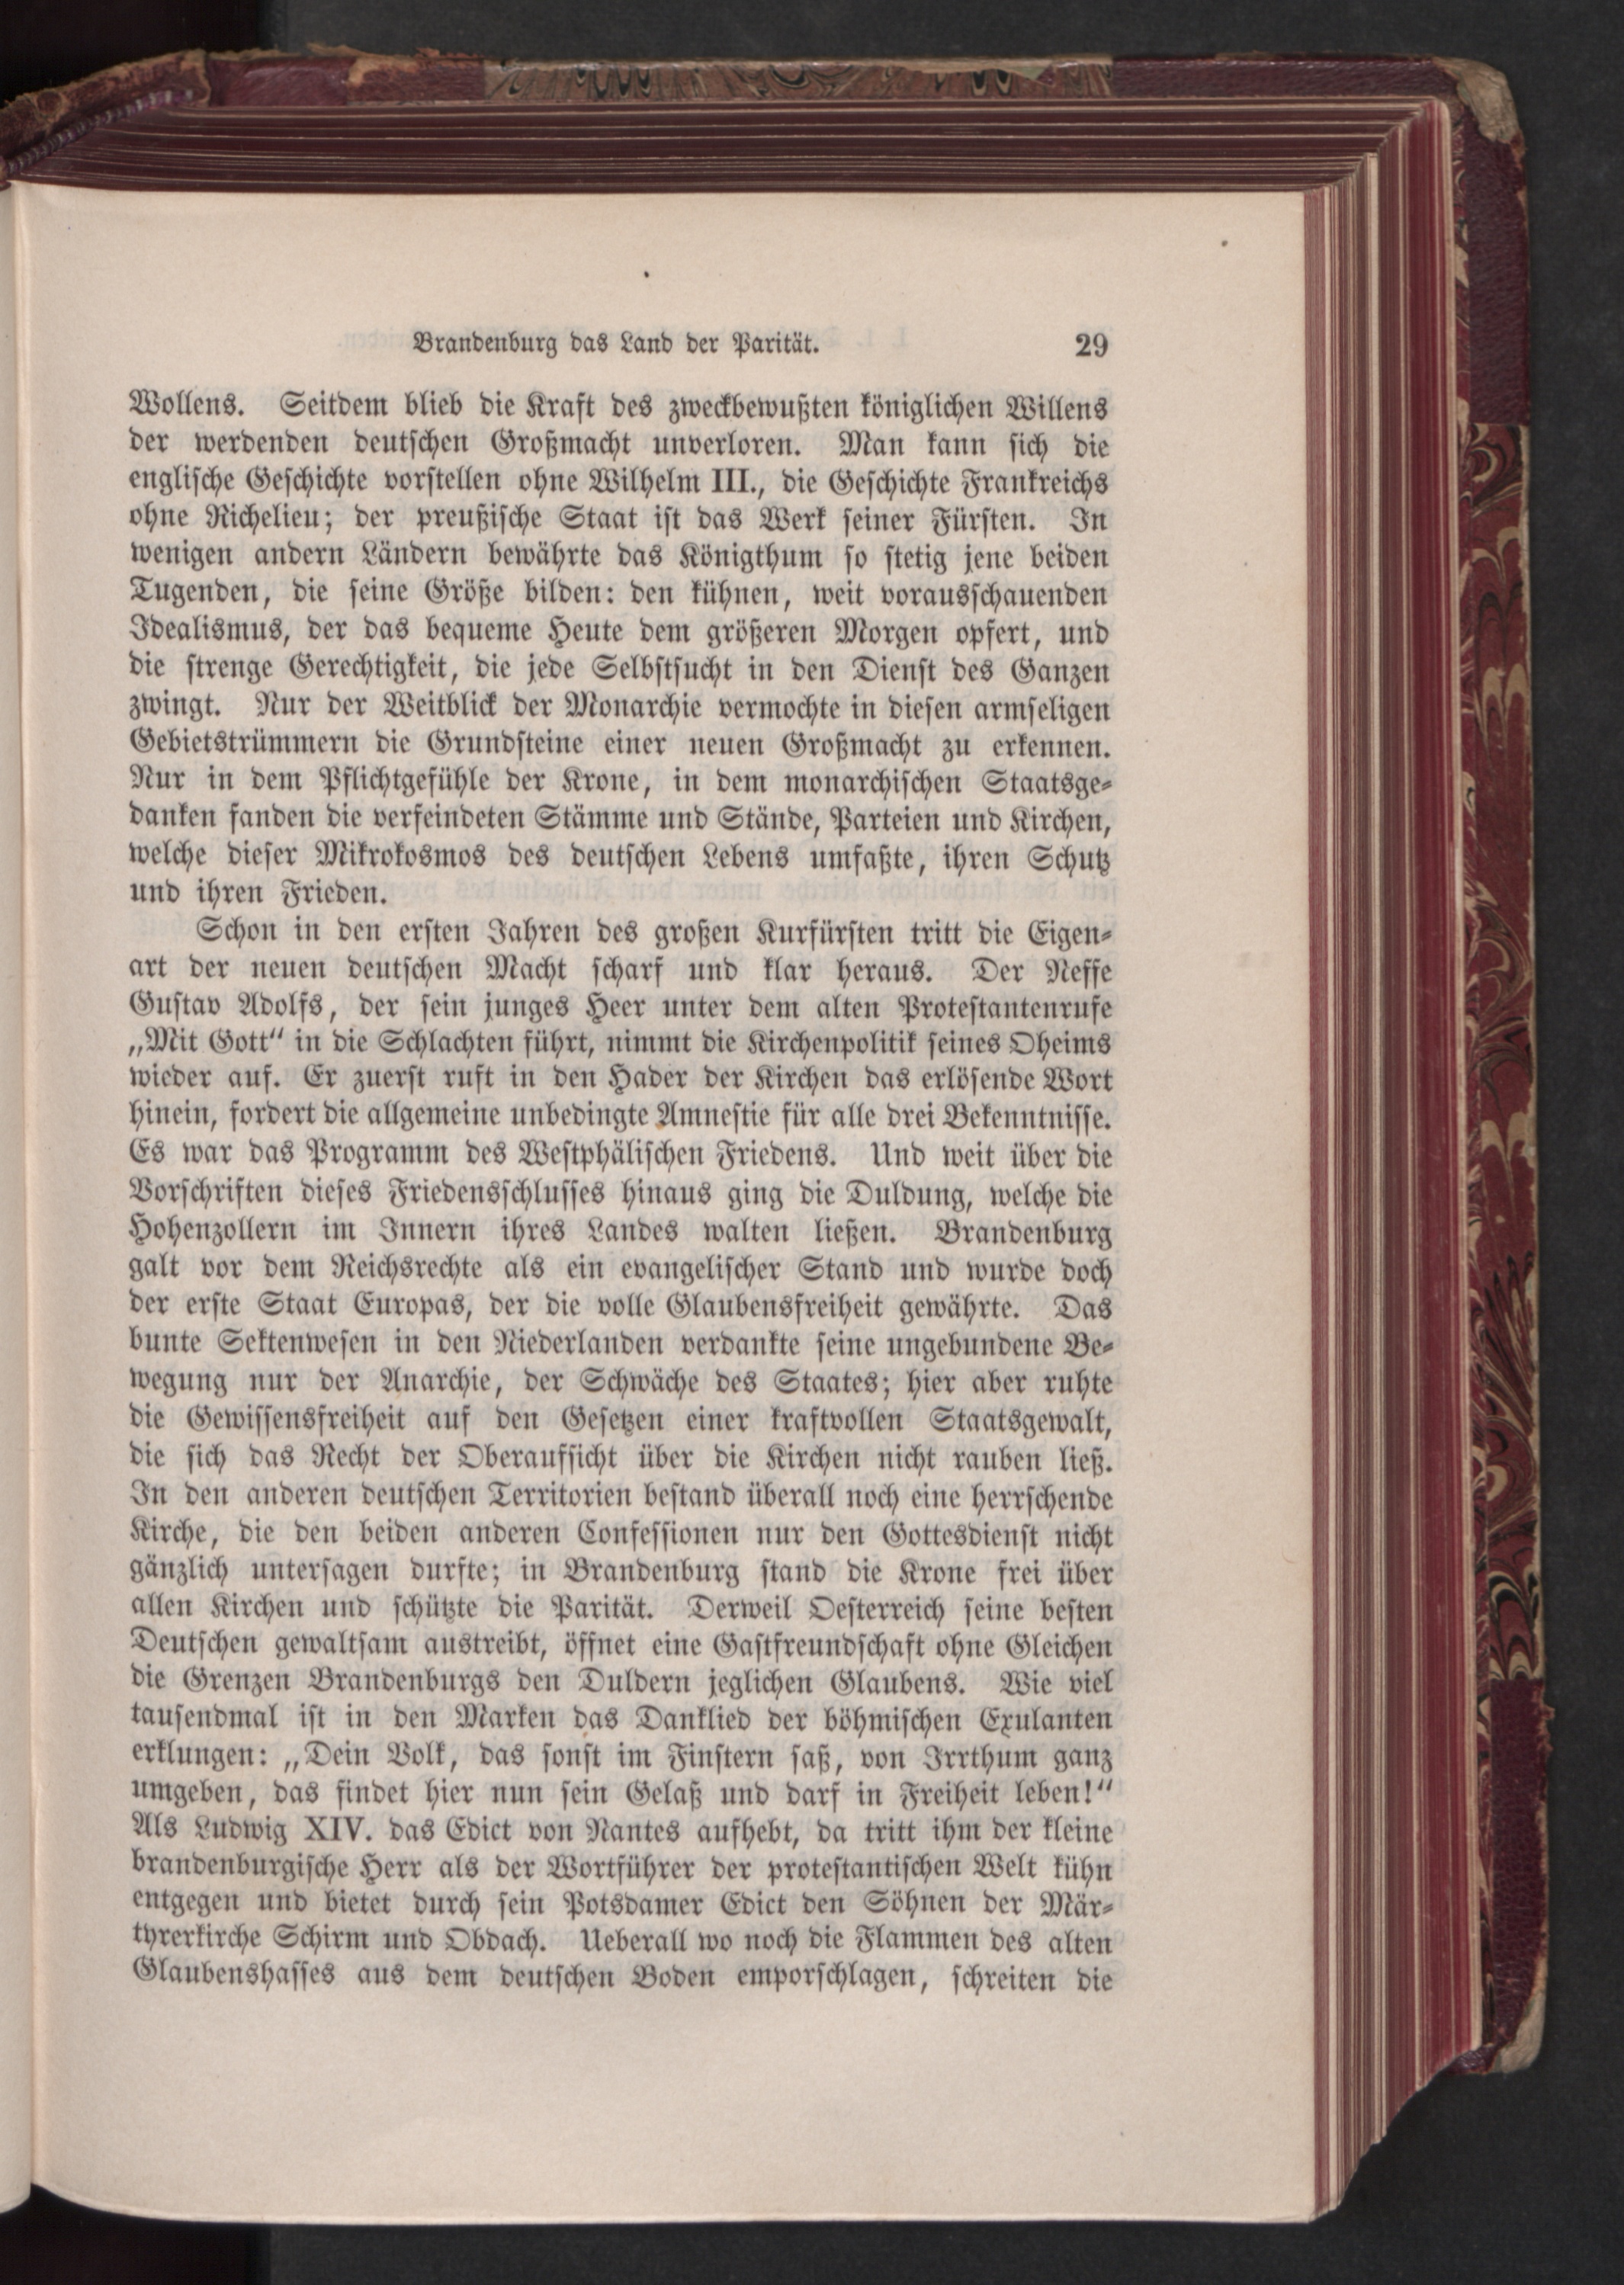 Brandenburg das Land der Parität. 29
Wollens. Seitdem blieb die Kraft des zweckbewußten königlichen Willens
der werdenden deutschen Großmacht unverloren. Man kann sich die
englische Geschichte vorstellen ohne Wilhelm III., die Geschichte Frankreichs
ohne Richelieu; der preußische Staat ist das Werk seiner Fürsten. In
wenigen andern Ländern bewährte das Königthum so stetig jene beiden
Tugenden, die seine Größe bilden: den kühnen, weit vorausschauenden
Idealismus, der das bequeme Heute dem größeren Morgen opfert, und
die strenge Gerechtigkeit, die jede Selbstsucht in den Dienst des Ganzen
zwingt. Nur der Weitblick der Monarchie vermochte in diesen armseligen
Gebietstrümmern die Grundsteine einer neuen Großmacht zu erkennen.
Nur in dem Pflichtgefühle der Krone, in dem monarchischen Staatsge-
danken fanden die verfeindeten Stämme und Stände, Parteien und Kirchen,
welche dieser Mikrokosmos des deutschen Lebens umfaßte, ihren Schutz
und ihren Frieden.
Schon in den ersten Jahren des großen Kurfürsten tritt die Eigen-
art der neuen deutschen Macht scharf und klar heraus. Der Neffe
Gustav Adolfs, der sein junges Heer unter dem alten Protestantenrufe
„Mit Gott“ in die Schlachten führt, nimmt die Kirchenpolitik seines Oheims
wieder auf. Er zuerst ruft in den Hader der Kirchen das erlösende Wort
hinein, fordert die allgemeine unbedingte Amnestie für alle drei Bekenntnisse.
Es war das Programm des Westphälischen Friedens. Und weit über die
Vorschriften dieses Friedensschlusses hinaus ging die Duldung, welche die
Hohenzollern im Innern ihres Landes walten ließen. Brandenburg
galt vor dem Reichsrechte als ein evangelischer Stand und wurde doch
der erste Staat Europas, der die volle Glaubensfreiheit gewährte. Das
bunte Sektenwesen in den Niederlanden verdankte seine ungebundene Be-
wegung nur der Anarchie, der Schwäche des Staates; hier aber ruhte
die Gewissensfreiheit auf den Gesetzen einer kraftvollen Staatsgewalt,
die sich das Recht der Oberaufsicht über die Kirchen nicht rauben ließ.
In den anderen deutschen Territorien bestand überall noch eine herrschende
Kirche, die den beiden anderen Confessionen nur den Gottesdienst nicht
gänzlich untersagen durfte; in Brandenburg stand die Krone frei über
allen Kirchen und schützte die Parität. Derweil Oesterreich seine besten
Deutschen gewaltsam austreibt, öffnet eine Gastfreundschaft ohne Gleichen
die Grenzen Brandenburgs den Duldern jeglichen Glaubens. Wie viel
tausendmal ist in den Marken das Danklied der böhmischen Exulanten
erklungen: „Dein Volk, das sonst im Finstern saß, von Irrthum ganz
umgeben, das findet hier nun sein Gelaß und darf in Freiheit leben!“
Als Ludwig XIV. das Edict von Nantes aufhebt, da tritt ihm der kleine
brandenburgische Herr als der Wortführer der protestantischen Welt kühn
entgegen und bietet durch sein Potsdamer Edict den Söhnen der Mär-
tyrerkirche Schirm und Obdach. Ueberall wo noch die Flammen des alten
Glaubenshasses aus dem deutschen Boden emporschlagen, schreiten die